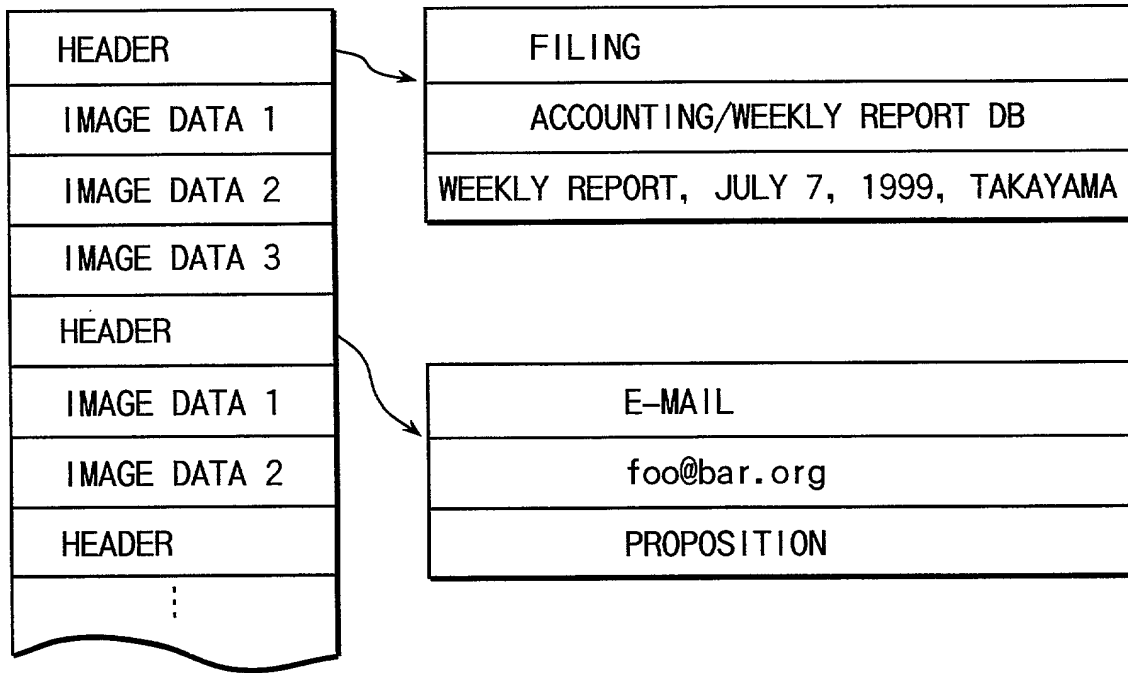 HEADER
IMAGE DATA 1
IMAGE DATA 2
IMAGE DATA 3
HEADER
IMAGE DATA 1
IMAGE DATA 2
HEADER
FILING
ACCOUNTING/WEEKLY REPORT DB
WEEKLY REPORT, JULY 7, 1999, TAKAYAMA
E-MAIL
foo@bar.org
PROPOSITION